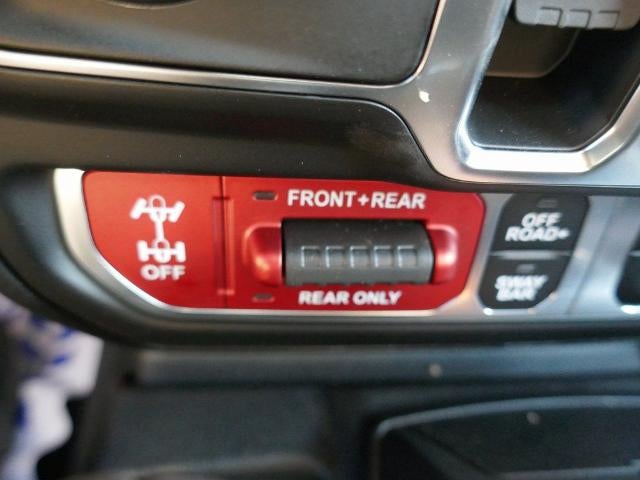 FRONT+REAR
OFF
REAR ONLY
OFF
ROAD+
SWAY
BAR